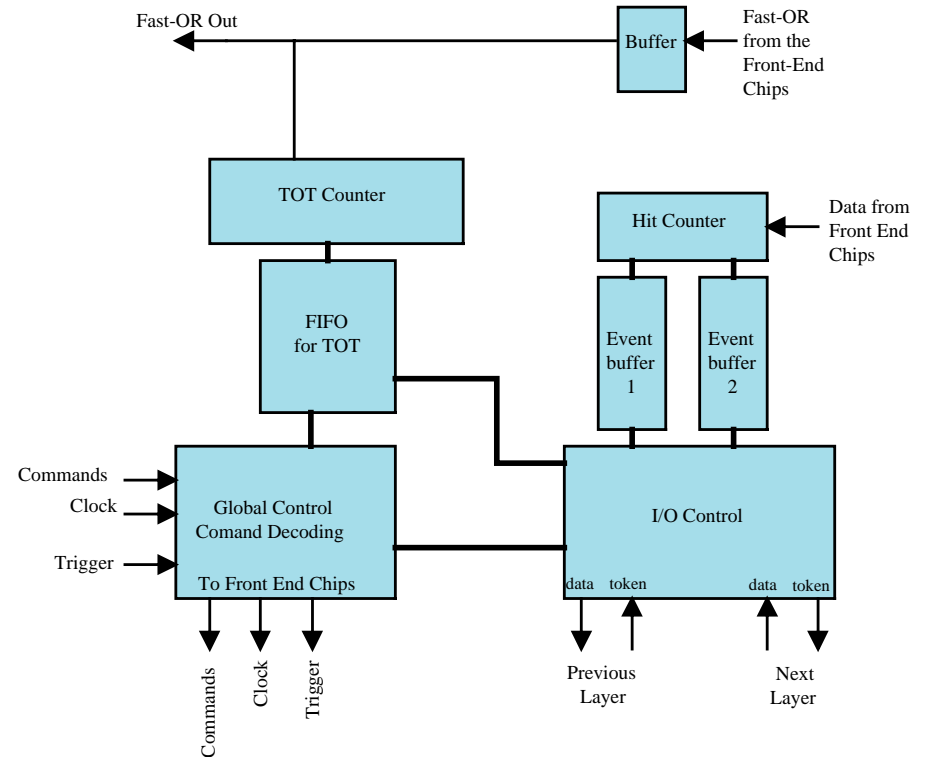 Fast-OR Out
Buffer
Fast-OR
from the
Front-End
Chips
TOT Counter
Hit Counter
Data from
Front End
Chips
FIFO
for TOT
Event
buffer
1
Event
buffer
2
Commands
Clock
Trigger
Global Control
Comand Decoding
To Front End Chips
I/O Control
data token
data token
Commands
Clock
Trigger
Previous
Layer
Next
Layer